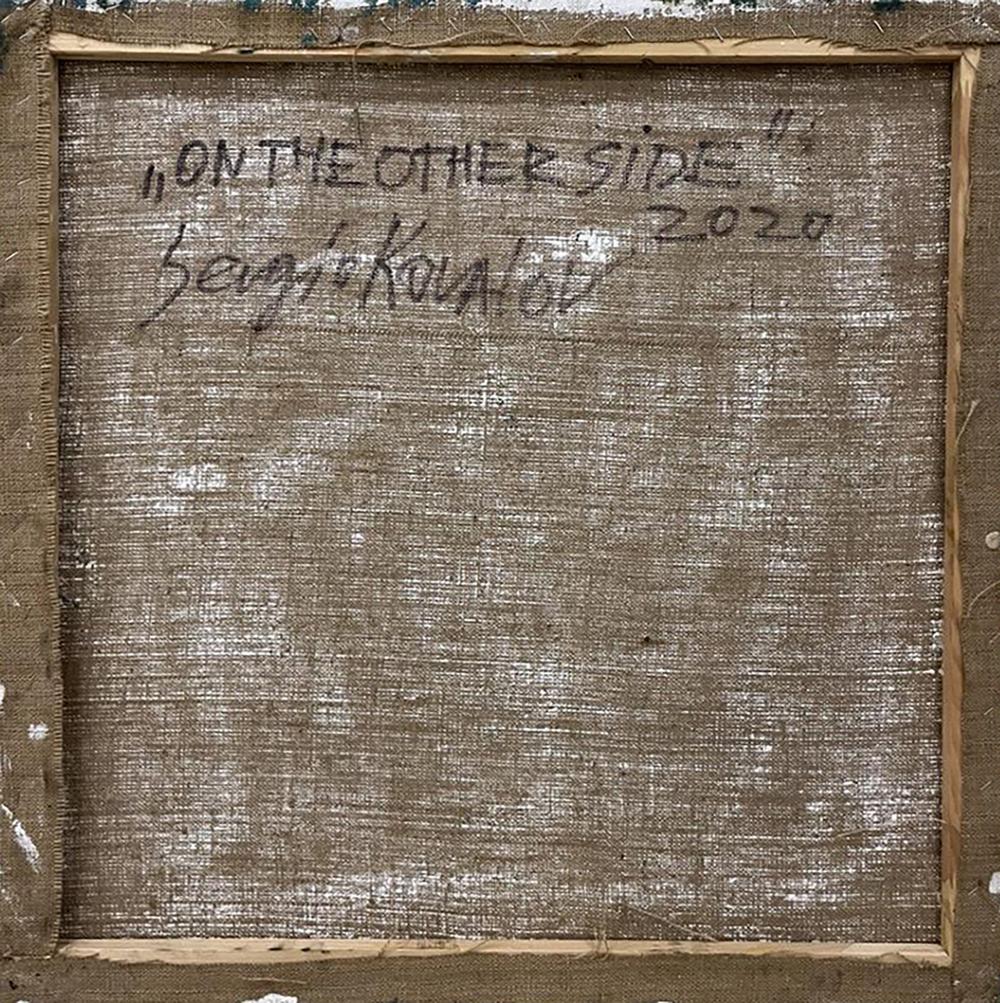 „ON THE OTHER SIDE"
2020
Sergio Kovalov